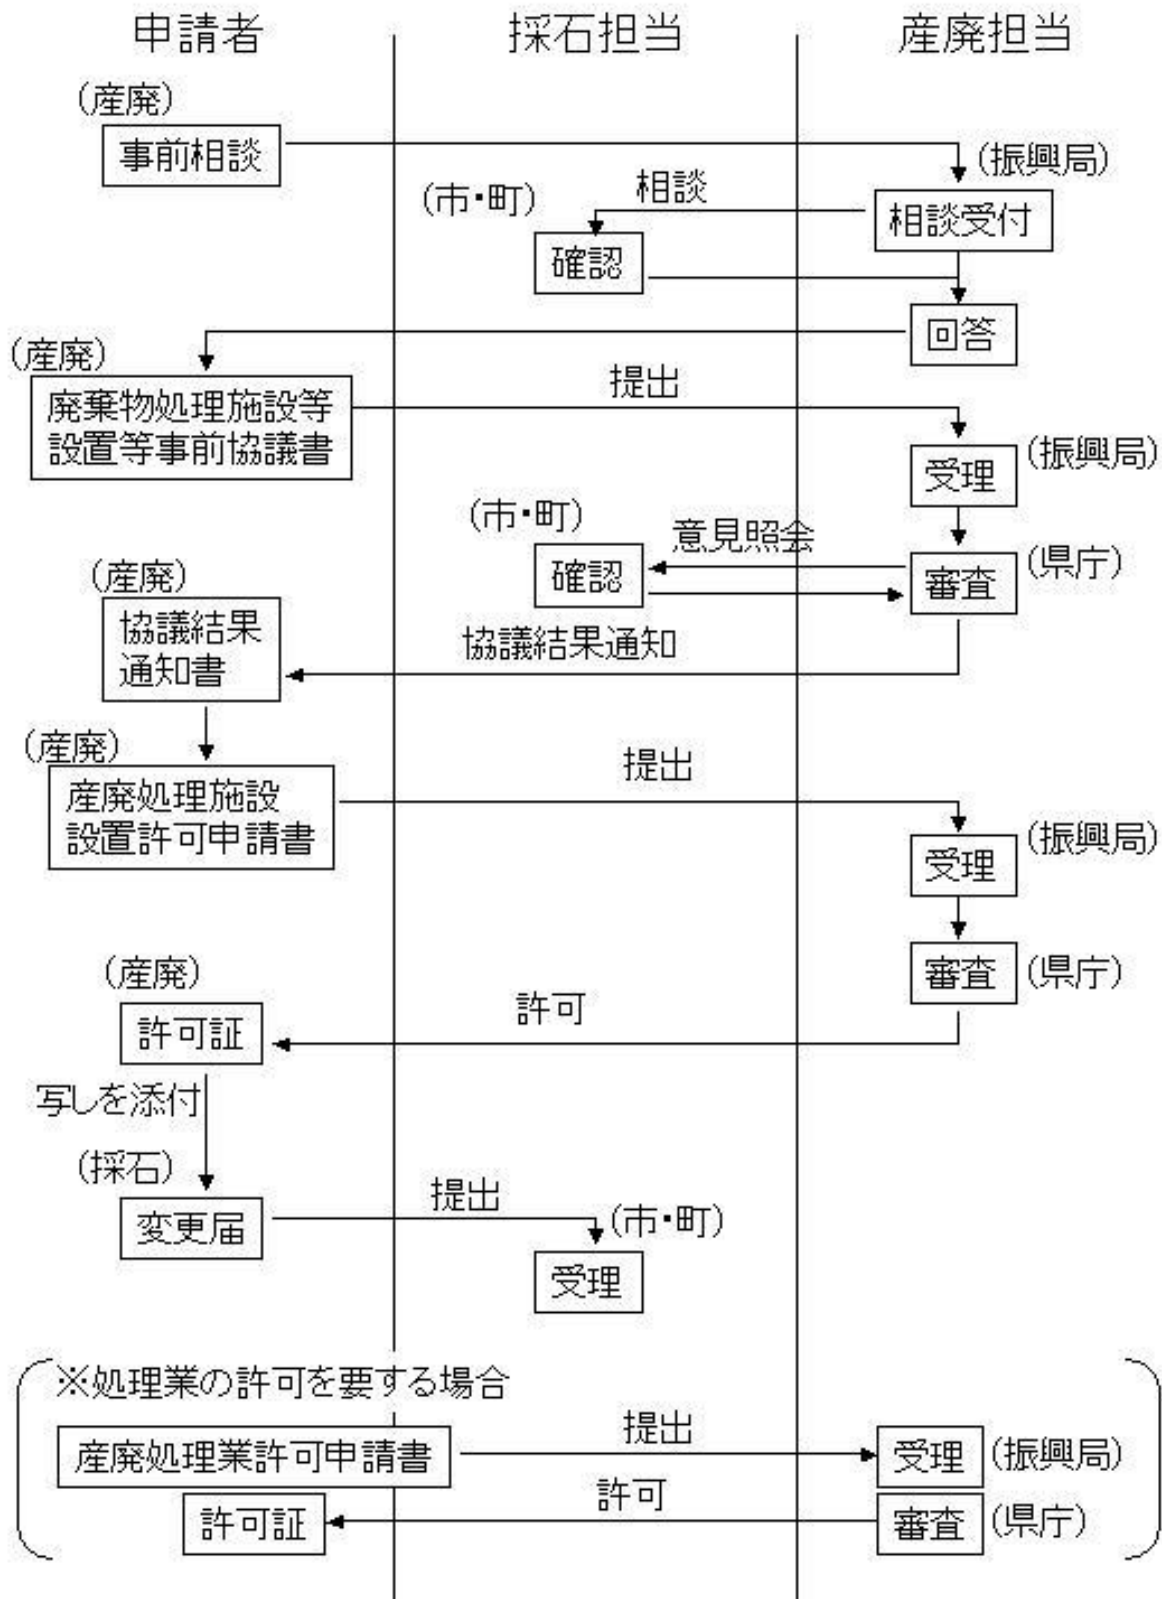 申請者
採石担当
産廃担当
(産廃)
事前相談
(振興局)
(市・町)
相談
相談受付
確認
回答
(産廃)
提出
廃棄物処理施設等
設置等事前協議書
(振興局)
受理
(市・町)
意見照会
(県庁)
確認
審査
(産廃)
協議結果
通知書
協議結果通知
(産廃)
提出
産廃処理施設
設置許可申請書
(振興局)
受理
(産廃)
審査
(県庁)
許可
許可証
写しを添付
(採石)
提出
変更届
(市・町)
受理
※処理業の許可を要する場合
提出
産廃処理業許可申請書
受理
(振興局)
許可
許可証
審査
(県庁)